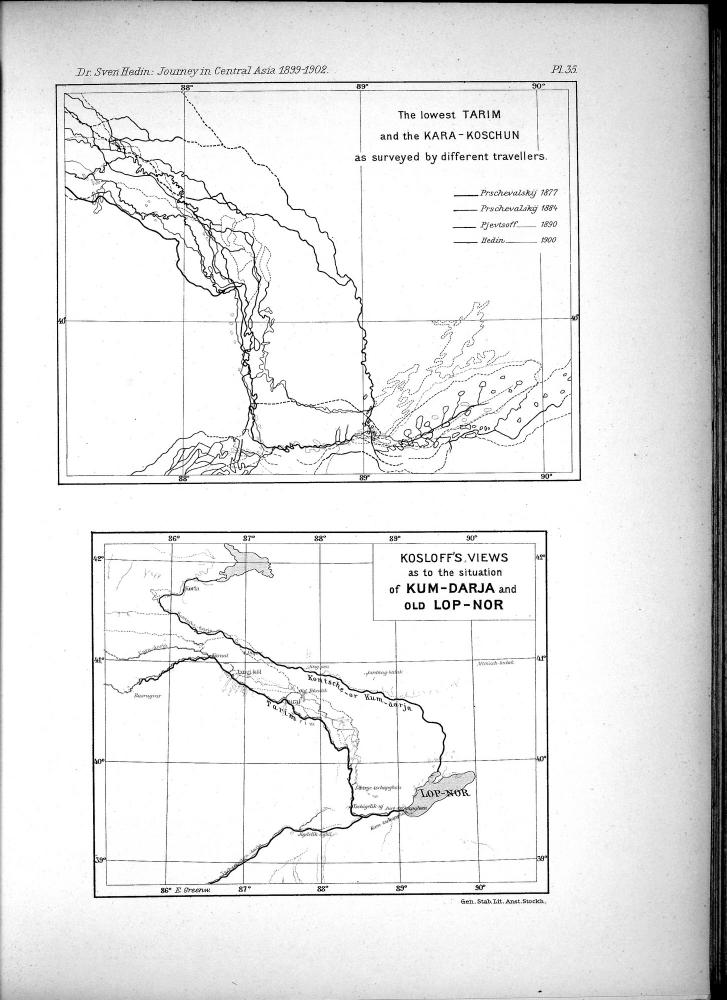 Dr. Sven Hedin: Journey in Central Asia 1899-1902.
Pl. 35.
88° 89° 90°
The lowest TARIM
and the KARA-KOSCHUN
as surveyed by different travellers.
Prschevalskij 1877
Prschevalskij 1884
Pjevtsoff 1890
Hedin 1900
40° 40°
88° 89° 90°
86° 87° 88° 89° 90°
KOSLOFF'S VIEWS
as to the situation
of KUM-DARJA and
OLD LOP-NOR
42° 42°
Korla
41° 41°
Kontsche- or Kum-darja
Tarim
40° 40°
LOP-NOR
39° 39°
86° E. Greenw. 87° 88° 89° 90°
Gen. Stab. Lit. Anst. Stockh.